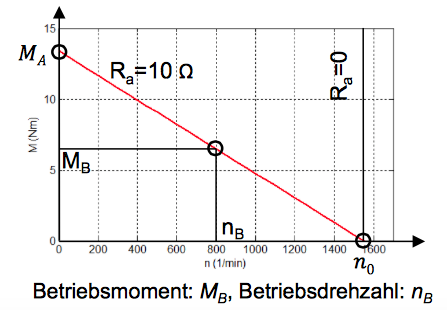 15
M_A
R_a=10 Ω
R_a=0
10
M (Nm)
M_B
5
n_B
0
0 200 400 600 800 1000 1200 1400 1600
n (1/min)
n_0
Betriebsmoment: M_B, Betriebsdrehzahl: n_B